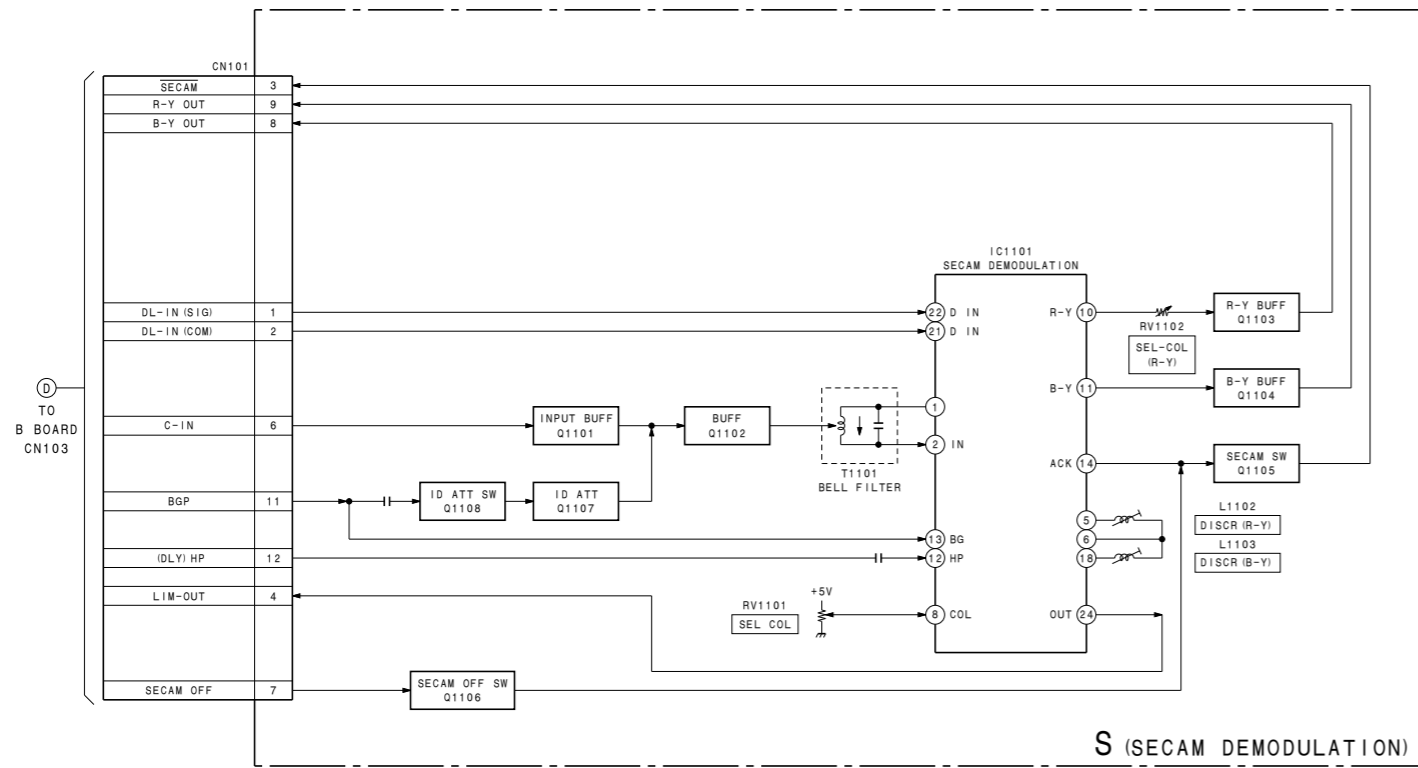 CN101
SECAM 3
R-Y OUT 9
B-Y OUT 8
DL-IN (SIG) 1
DL-IN (COM) 2
C-IN 6
BGP 11
(DLY) HP 12
LIM-OUT 4
SECAM OFF 7
D
TO
B BOARD
CN103
INPUT BUFF
Q1101
BUFF
Q1102
ID ATT SW
Q1108
ID ATT
Q1107
T1101
BELL FILTER
+5V
RV1101
SEL COL
SECAM OFF SW
Q1106
IC1101
SECAM DEMODULATION
22 D IN
21 D IN
1
2 IN
13 BG
12 HP
8 COL
R-Y 10
B-Y 11
ACK 14
5
6
18
OUT 24
RV1102
SEL-COL
(R-Y)
R-Y BUFF
Q1103
B-Y BUFF
Q1104
SECAM SW
Q1105
L1102
DISCR (R-Y)
L1103
DISCR (B-Y)
S (SECAM DEMODULATION)